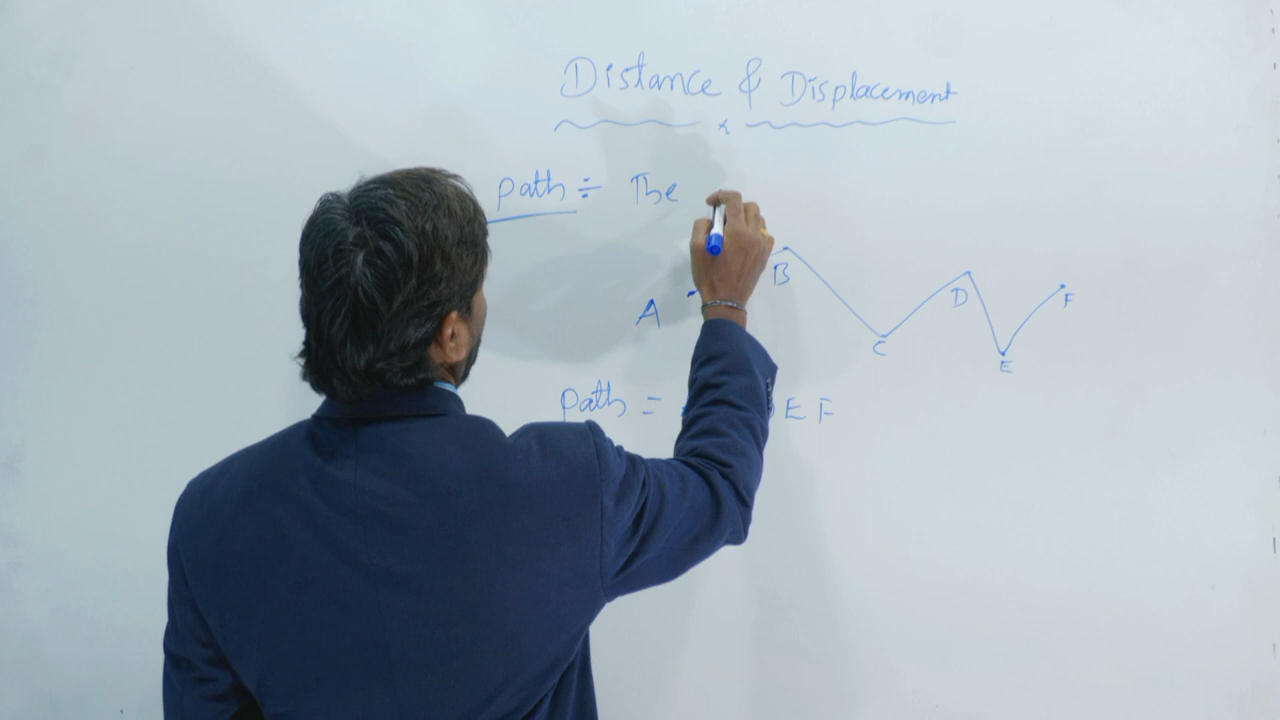 Distance & Displacement
x
Path ÷ The
B
D
F
A
C
E
Path = E F